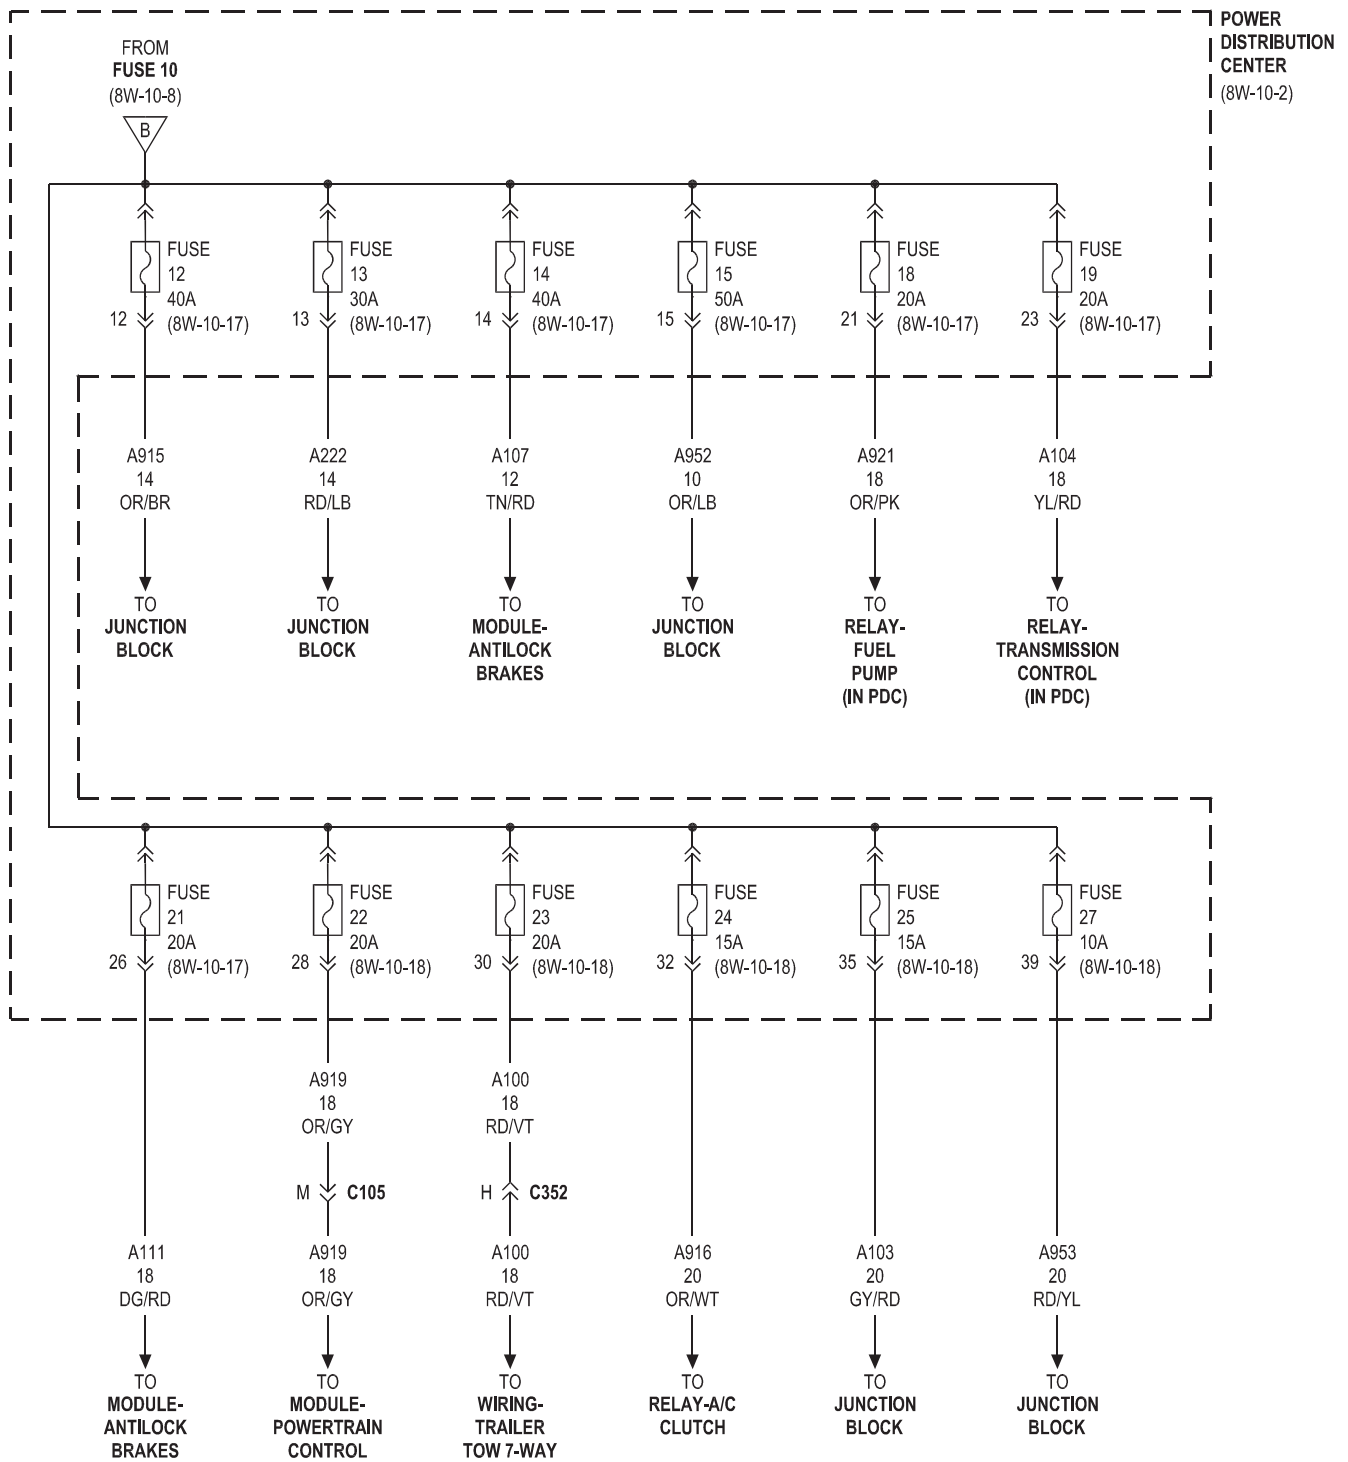 POWER
DISTRIBUTION
CENTER
(8W-10-2)
FROM
FUSE 10
(8W-10-8)
B
FUSE
12
40A
12 (8W-10-17)
FUSE
13
30A
13 (8W-10-17)
FUSE
14
40A
14 (8W-10-17)
FUSE
15
50A
15 (8W-10-17)
FUSE
18
20A
21 (8W-10-17)
FUSE
19
20A
23 (8W-10-17)
A915
14
OR/BR
TO
JUNCTION
BLOCK
A222
14
RD/LB
TO
JUNCTION
BLOCK
A107
12
TN/RD
TO
MODULE-
ANTILOCK
BRAKES
A952
10
OR/LB
TO
JUNCTION
BLOCK
A921
18
OR/PK
TO
RELAY-
FUEL
PUMP
(IN PDC)
A104
18
YL/RD
TO
RELAY-
TRANSMISSION
CONTROL
(IN PDC)
FUSE
21
20A
26 (8W-10-17)
FUSE
22
20A
28 (8W-10-18)
FUSE
23
20A
30 (8W-10-18)
FUSE
24
15A
32 (8W-10-18)
FUSE
25
15A
35 (8W-10-18)
FUSE
27
10A
39 (8W-10-18)
A919
18
OR/GY
M C105
A100
18
RD/VT
H C352
A111
18
DG/RD
TO
MODULE-
ANTILOCK
BRAKES
A919
18
OR/GY
TO
MODULE-
POWERTRAIN
CONTROL
A100
18
RD/VT
TO
WIRING-
TRAILER
TOW 7-WAY
A916
20
OR/WT
TO
RELAY-A/C
CLUTCH
A103
20
GY/RD
TO
JUNCTION
BLOCK
A953
20
RD/YL
TO
JUNCTION
BLOCK